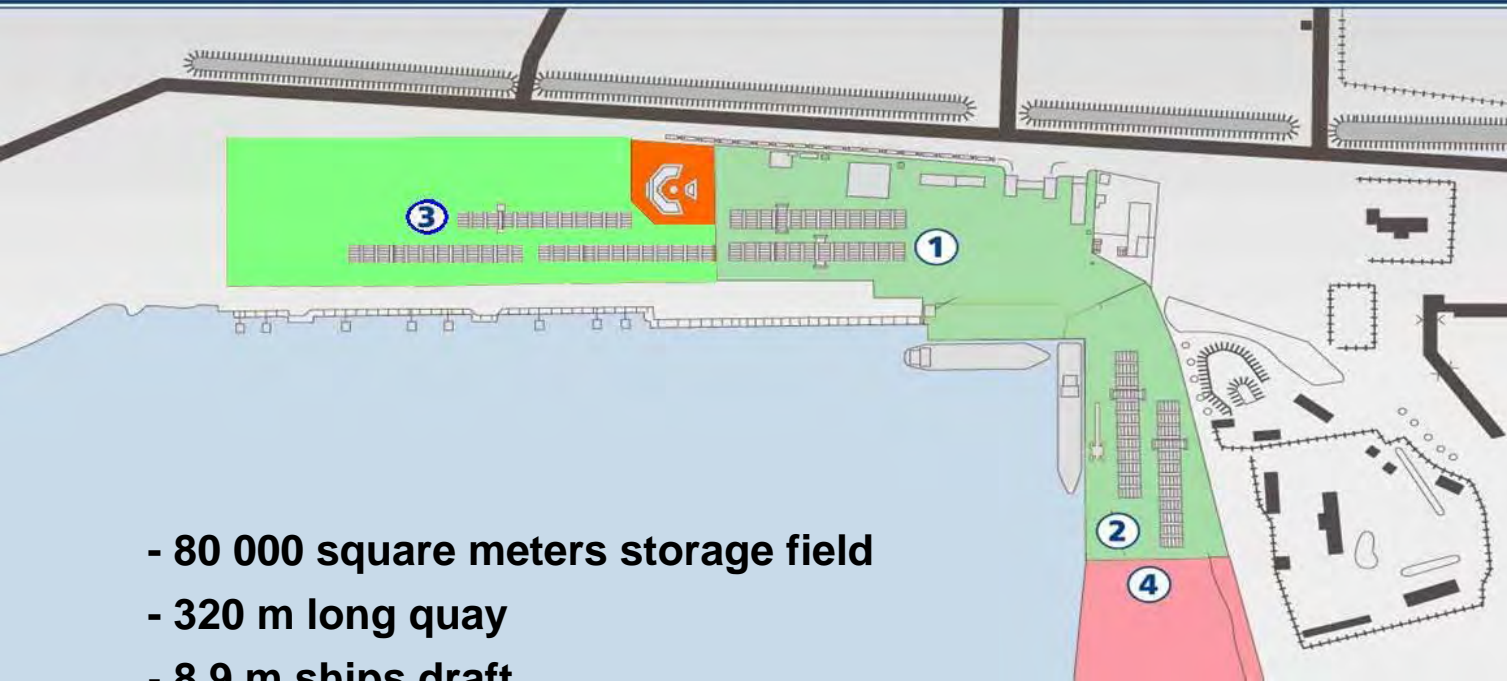 3
1
2
4
- 80 000 square meters storage field
- 320 m long quay
- 8,9 m ships draft